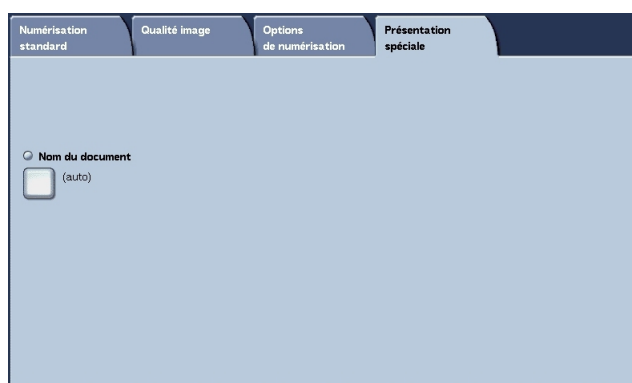 Numérisation
standard
Qualité image
Options
de numérisation
Présentation
spéciale
Nom du document
(auto)